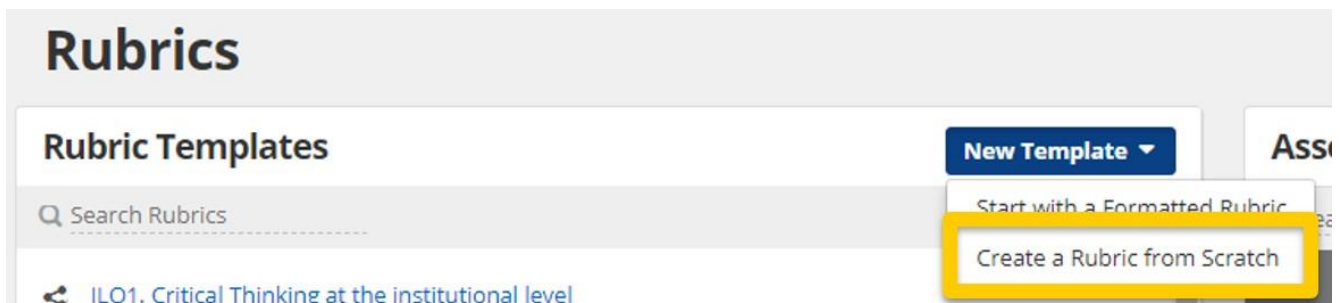 Rubrics
Rubric Templates
New Template
Search Rubrics
Start with a Formatted Rubric
Create a Rubric from Scratch
ILO1. Critical Thinking at the institutional level